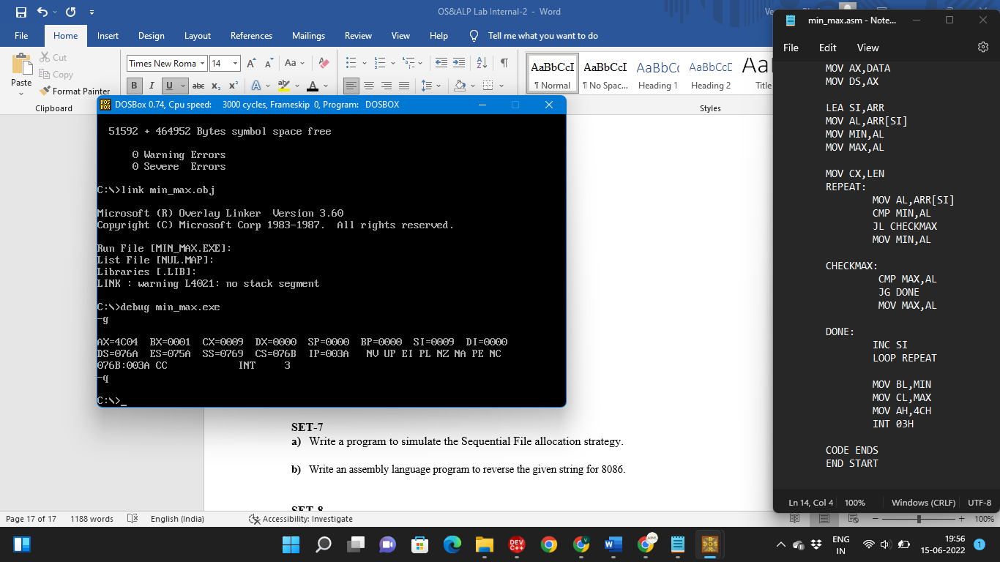 OS&ALP Lab Internal-2 - Word
File Home Insert Design Layout References Mailings Review View Help Tell me what you want to do
Paste
Cut
Copy
Format Painter
Clipboard
Times New Roma 14 A A Aa A
B I U abc x₂ x² A A
AaBbCcI AaBbCcI AaBbCc AaBbCcD
¶ Normal ¶ No Spac... Heading 1 Heading 2 Title
Styles
DOSBox 0.74, Cpu speed: 3000 cycles, Frameskip 0, Program: DOSBOX
51592 + 464952 Bytes symbol space free
0 Warning Errors
0 Severe Errors
C:\>link min_max.obj
Microsoft (R) Overlay Linker Version 3.60
Copyright (C) Microsoft Corp 1983-1987. All rights reserved.
Run File [MIN_MAX.EXE]:
List File [NUL.MAP]:
Libraries [.LIB]:
LINK : warning L4021: no stack segment
C:\>debug min_max.exe
-g
AX=4C04 BX=0001 CX=0009 DX=0000 SP=0000 BP=0000 SI=0009 DI=0000
DS=076A ES=075A SS=0769 CS=076B IP=003A NV UP EI PL NZ NA PE NC
076B:003A CC INT 3
-q
C:\>_
SET-7
a) Write a program to simulate the Sequential File allocation strategy.
b) Write an assembly language program to reverse the given string for 8086.
SET-8
min_max.asm - Note...
File Edit View
MOV AX,DATA
MOV DS,AX
LEA SI,ARR
MOV AL,ARR[SI]
MOV MIN,AL
MOV MAX,AL
MOV CX,LEN
REPEAT:
MOV AL,ARR[SI]
CMP MIN,AL
JL CHECKMAX
MOV MIN,AL
CHECKMAX:
CMP MAX,AL
JG DONE
MOV MAX,AL
DONE:
INC SI
LOOP REPEAT
MOV BL,MIN
MOV CL,MAX
MOV AH,4CH
INT 03H
CODE ENDS
END START
Ln 14, Col 4 100% Windows (CRLF) UTF-8
Page 17 of 17 1188 words English (India) Accessibility: Investigate 100%
ENG
IN
19:56
15-06-2022
1